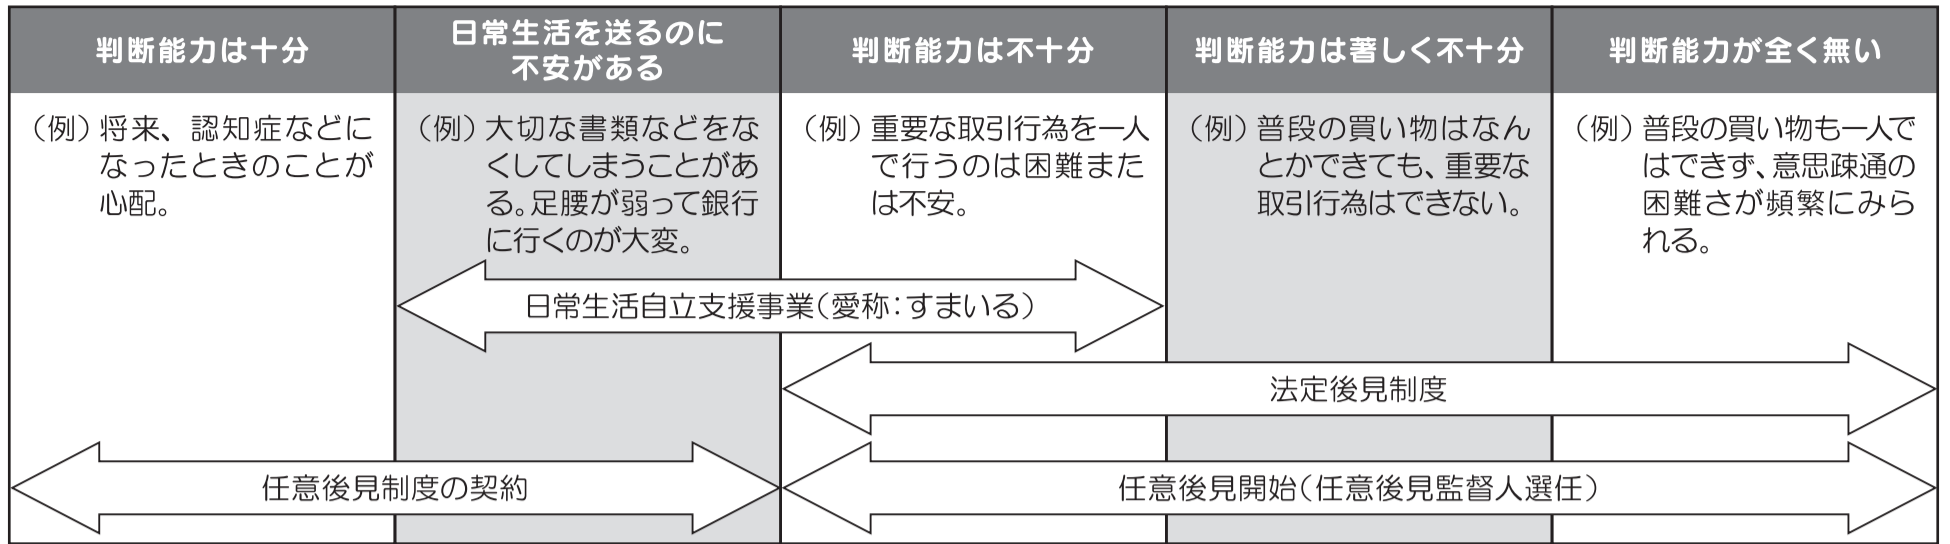 判断能力は十分
日常生活を送るのに
不安がある
判断能力は不十分
判断能力は著しく不十分
判断能力が全く無い
（例）将来、認知症などに
なったときのことが
心配。
（例）大切な書類などをな
くしてしまうことがあ
る。足腰が弱って銀行
に行くのが大変。
（例）重要な取引行為を一人
で行うのは困難また
は不安。
（例）普段の買い物はなん
とかできても、重要な
取引行為はできない。
（例）普段の買い物も一人で
はできず、意思疎通の
困難さが頻繁にみら
れる。
日常生活自立支援事業（愛称：すまいる）
法定後見制度
任意後見制度の契約
任意後見開始（任意後見監督人選任）